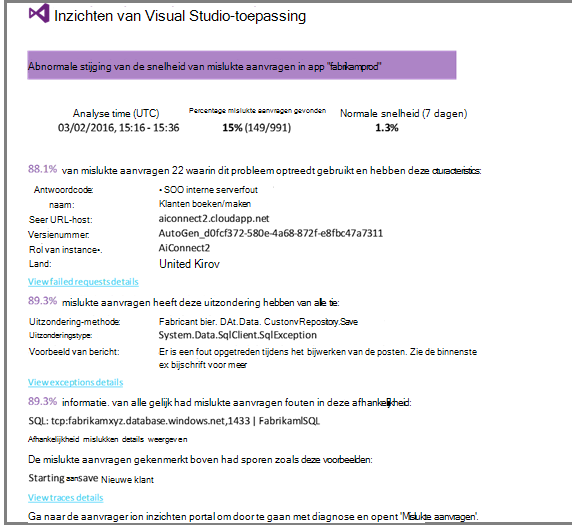 Inzichten van Visual Studio-toepassing
Abnormale stijging van de snelheid van mislukte aanvragen in app "fabrikamprod"
Analyse time (UTC) Percentage mislukte aanvragen gevonden Normale snelheid (7 dagen)
03/02/2016, 15:16 - 15:36 15% (149/991) 1.3%
88.1% van mislukte aanvragen 22 waarin dit probleem optreedt gebruikt en hebben deze
Antwoordcode: • SOO interne serverfout
naam: Klanten boeken/maken
Seer URL-host: aiconnect2.cloudapp.net
Versienummer: AutoGen_d0fcf372-580e-4a68-872f-e8fbc47a7311
Rol van instance•. AiConnect2
Land: United Kirov
View failed requests details
89.3% mislukte aanvragen heeft deze uitzondering hebben van alle tie:
Uitzondering-methode: Fabricant bier. DAt.Data. CustonvRepository.Save
Uitzonderingstype: System.Data.SqlClient.SqlException
Voorbeeld van bericht: Er is een fout opgetreden tijdens het bijwerken van de posten. Zie de binnenste
ex bijschrift voor meer
View exceptions details
89.3% informatie. van alle gelijk had mislukte aanvragen fouten in deze afhankelijkheid:
SQL: tcp:fabrikamxyz.database.windows.net,1433 | FabrikamlSQL
Afhankelijkheid mislukken details weergeven
De mislukte aanvragen gekenmerkt boven had sporen zoals deze voorbeelden:
Starting aan save Nieuwe klant
View traces details
Ga naar de aanvrager ion inzichten portal om door te gaan met diagnose en opent 'Mislukte aanvragen'.